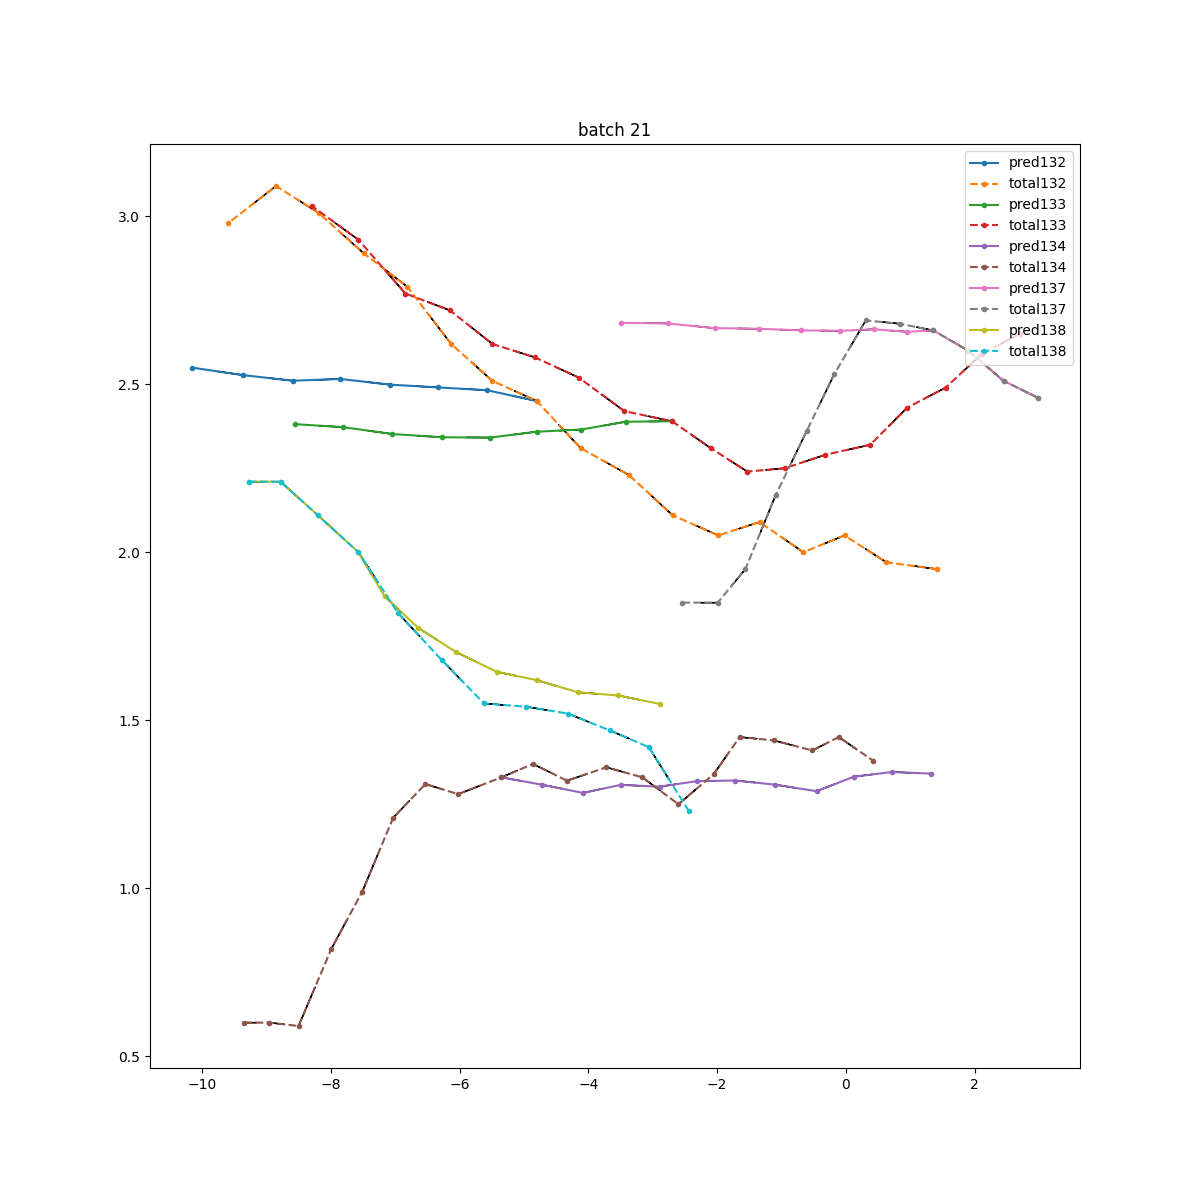 batch 21
pred132
total132
pred133
total133
pred134
total134
pred137
total137
pred138
total138
3.0
2.5
2.0
1.5
1.0
0.5
−10 −8 −6 −4 −2 0 2